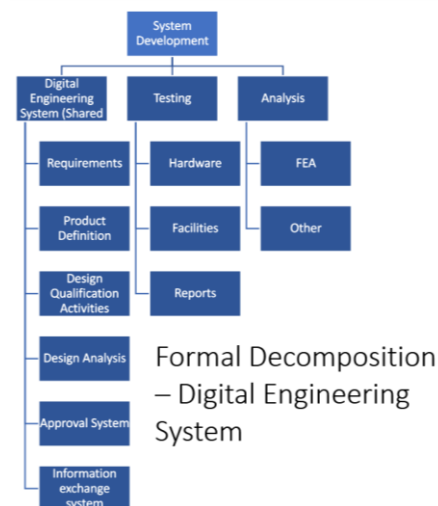 System
Development
Digital
Engineering
System (Shared
Testing
Analysis
Requirements
Hardware
FEA
Product
Definition
Facilities
Other
Design
Qualification
Activities
Reports
Design Analysis
Approval System
Information
exchange
system
Formal Decomposition
– Digital Engineering
System